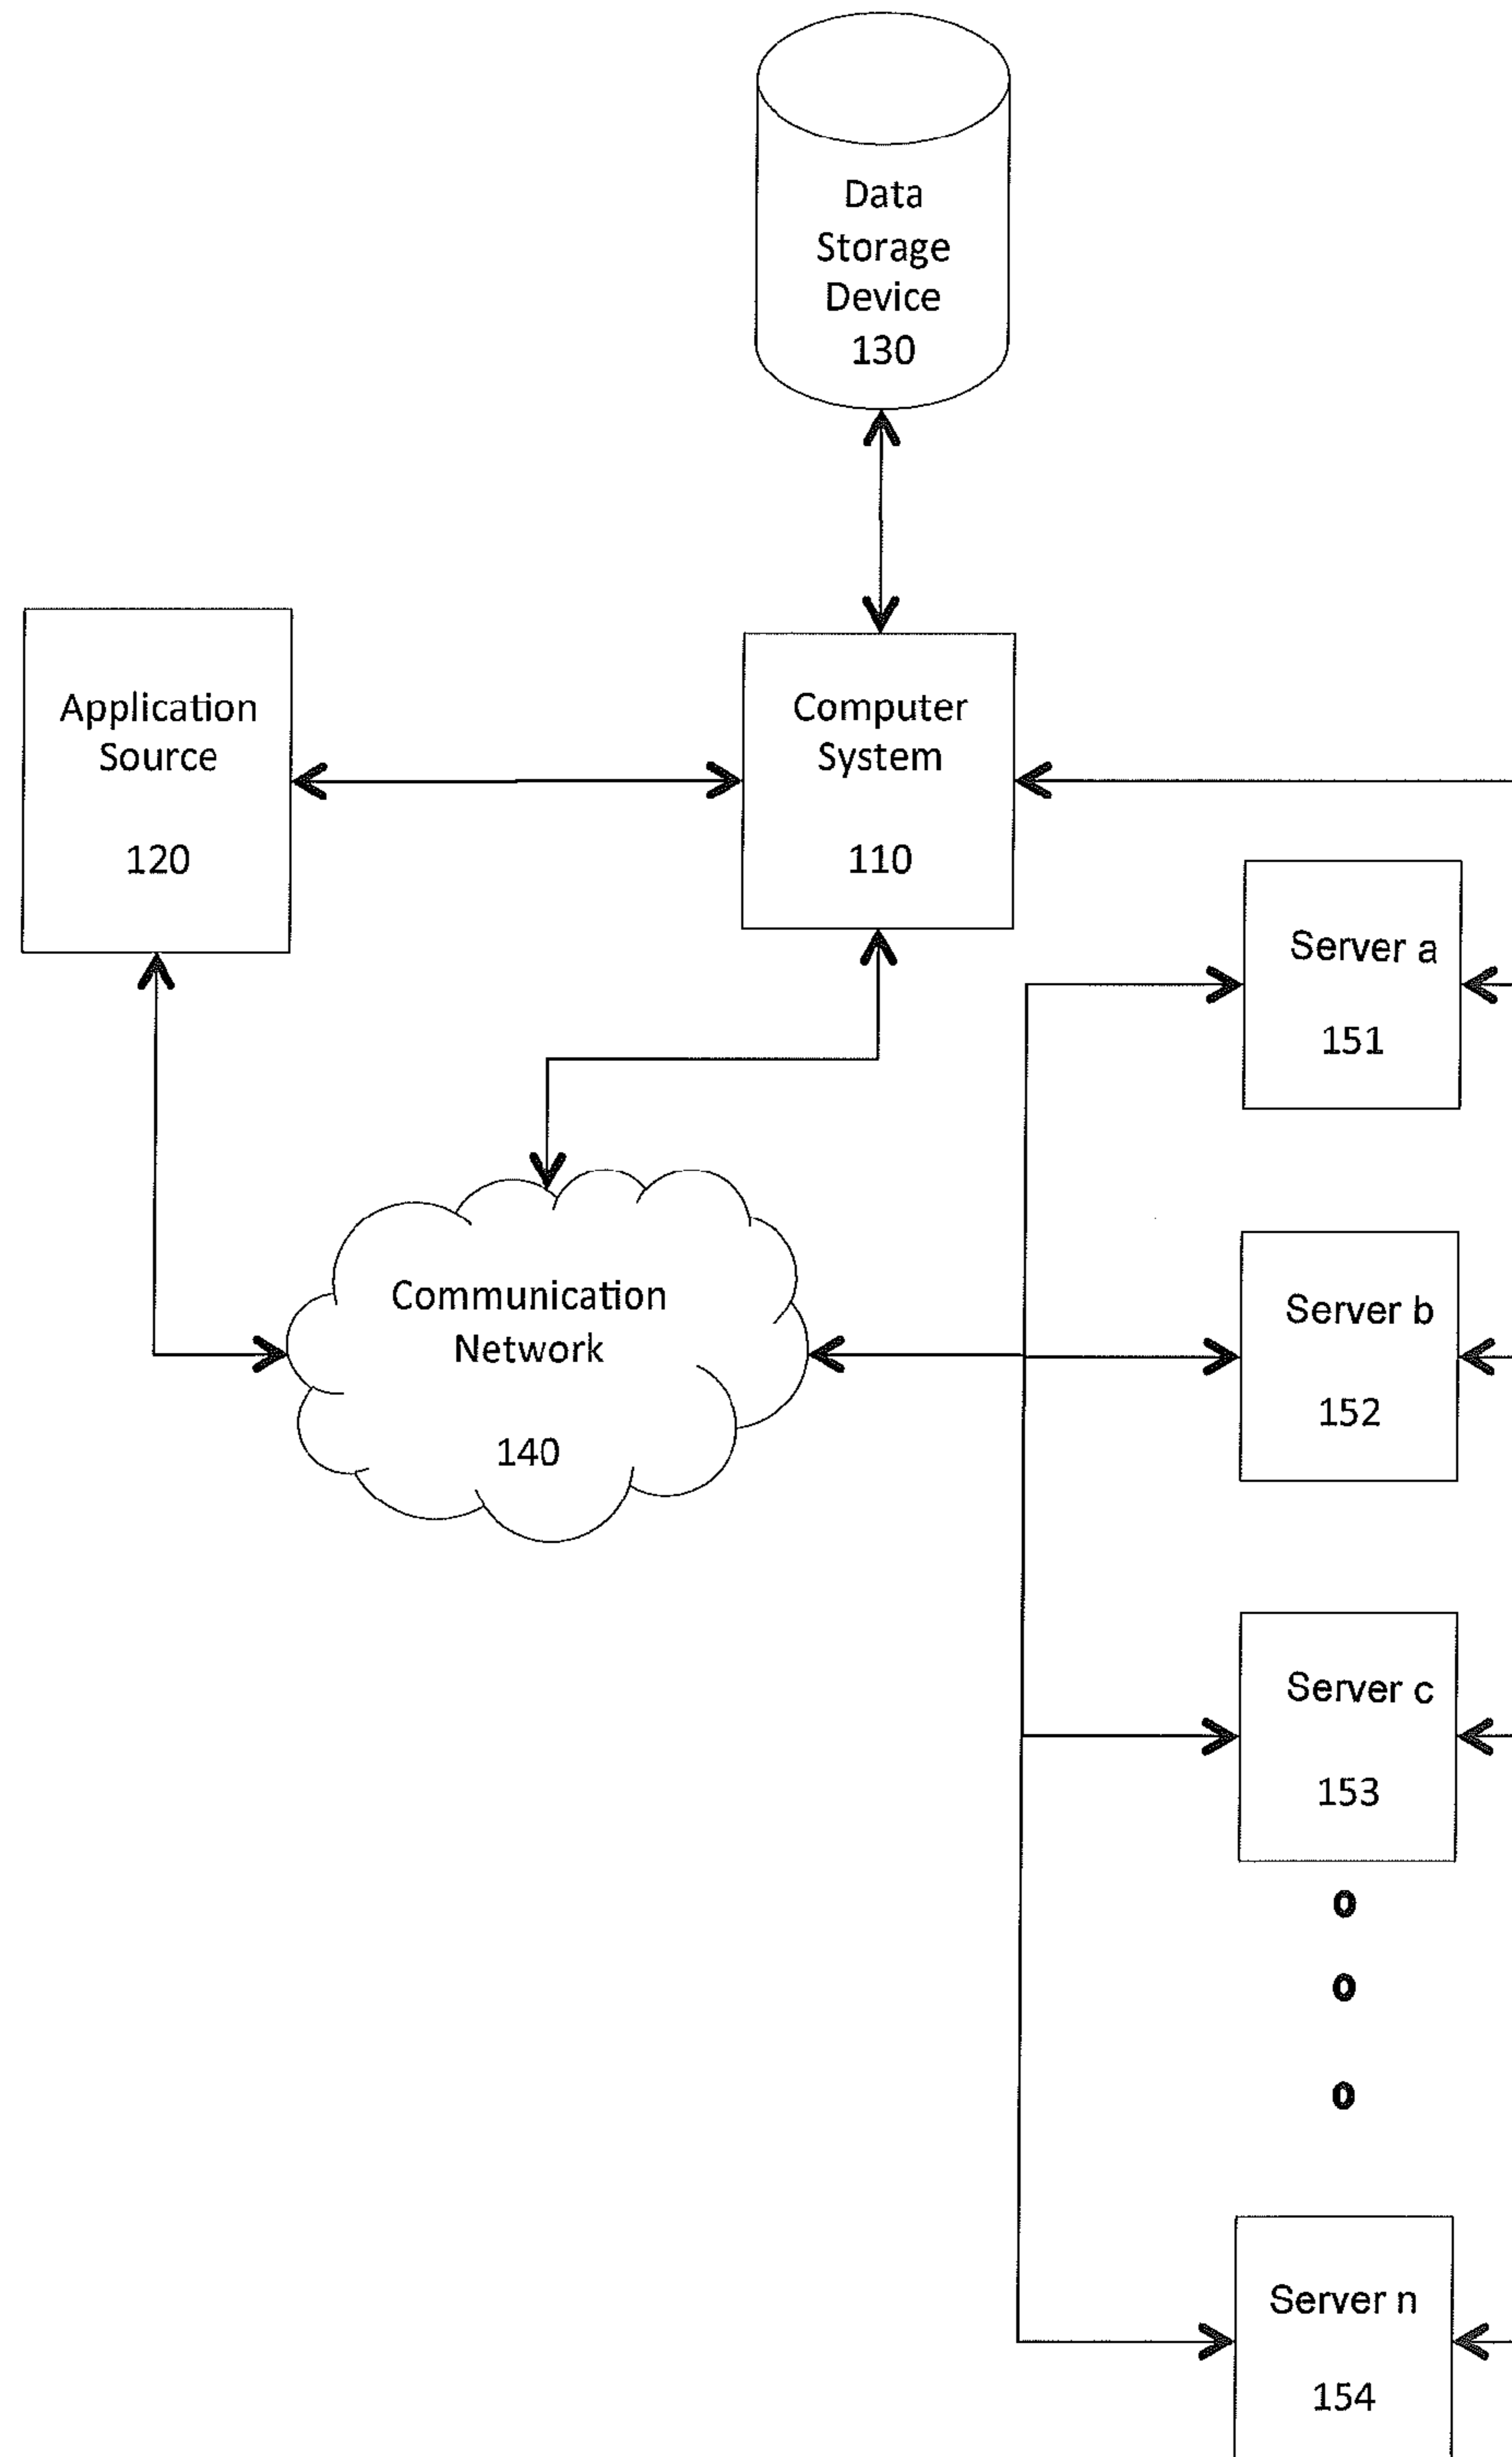 Data
Storage
Device
130
Application
Source
120
Computer
System
110
Server a
151
Communication
Network
140
Server b
152
Server c
153
o
o
o
Server n
154